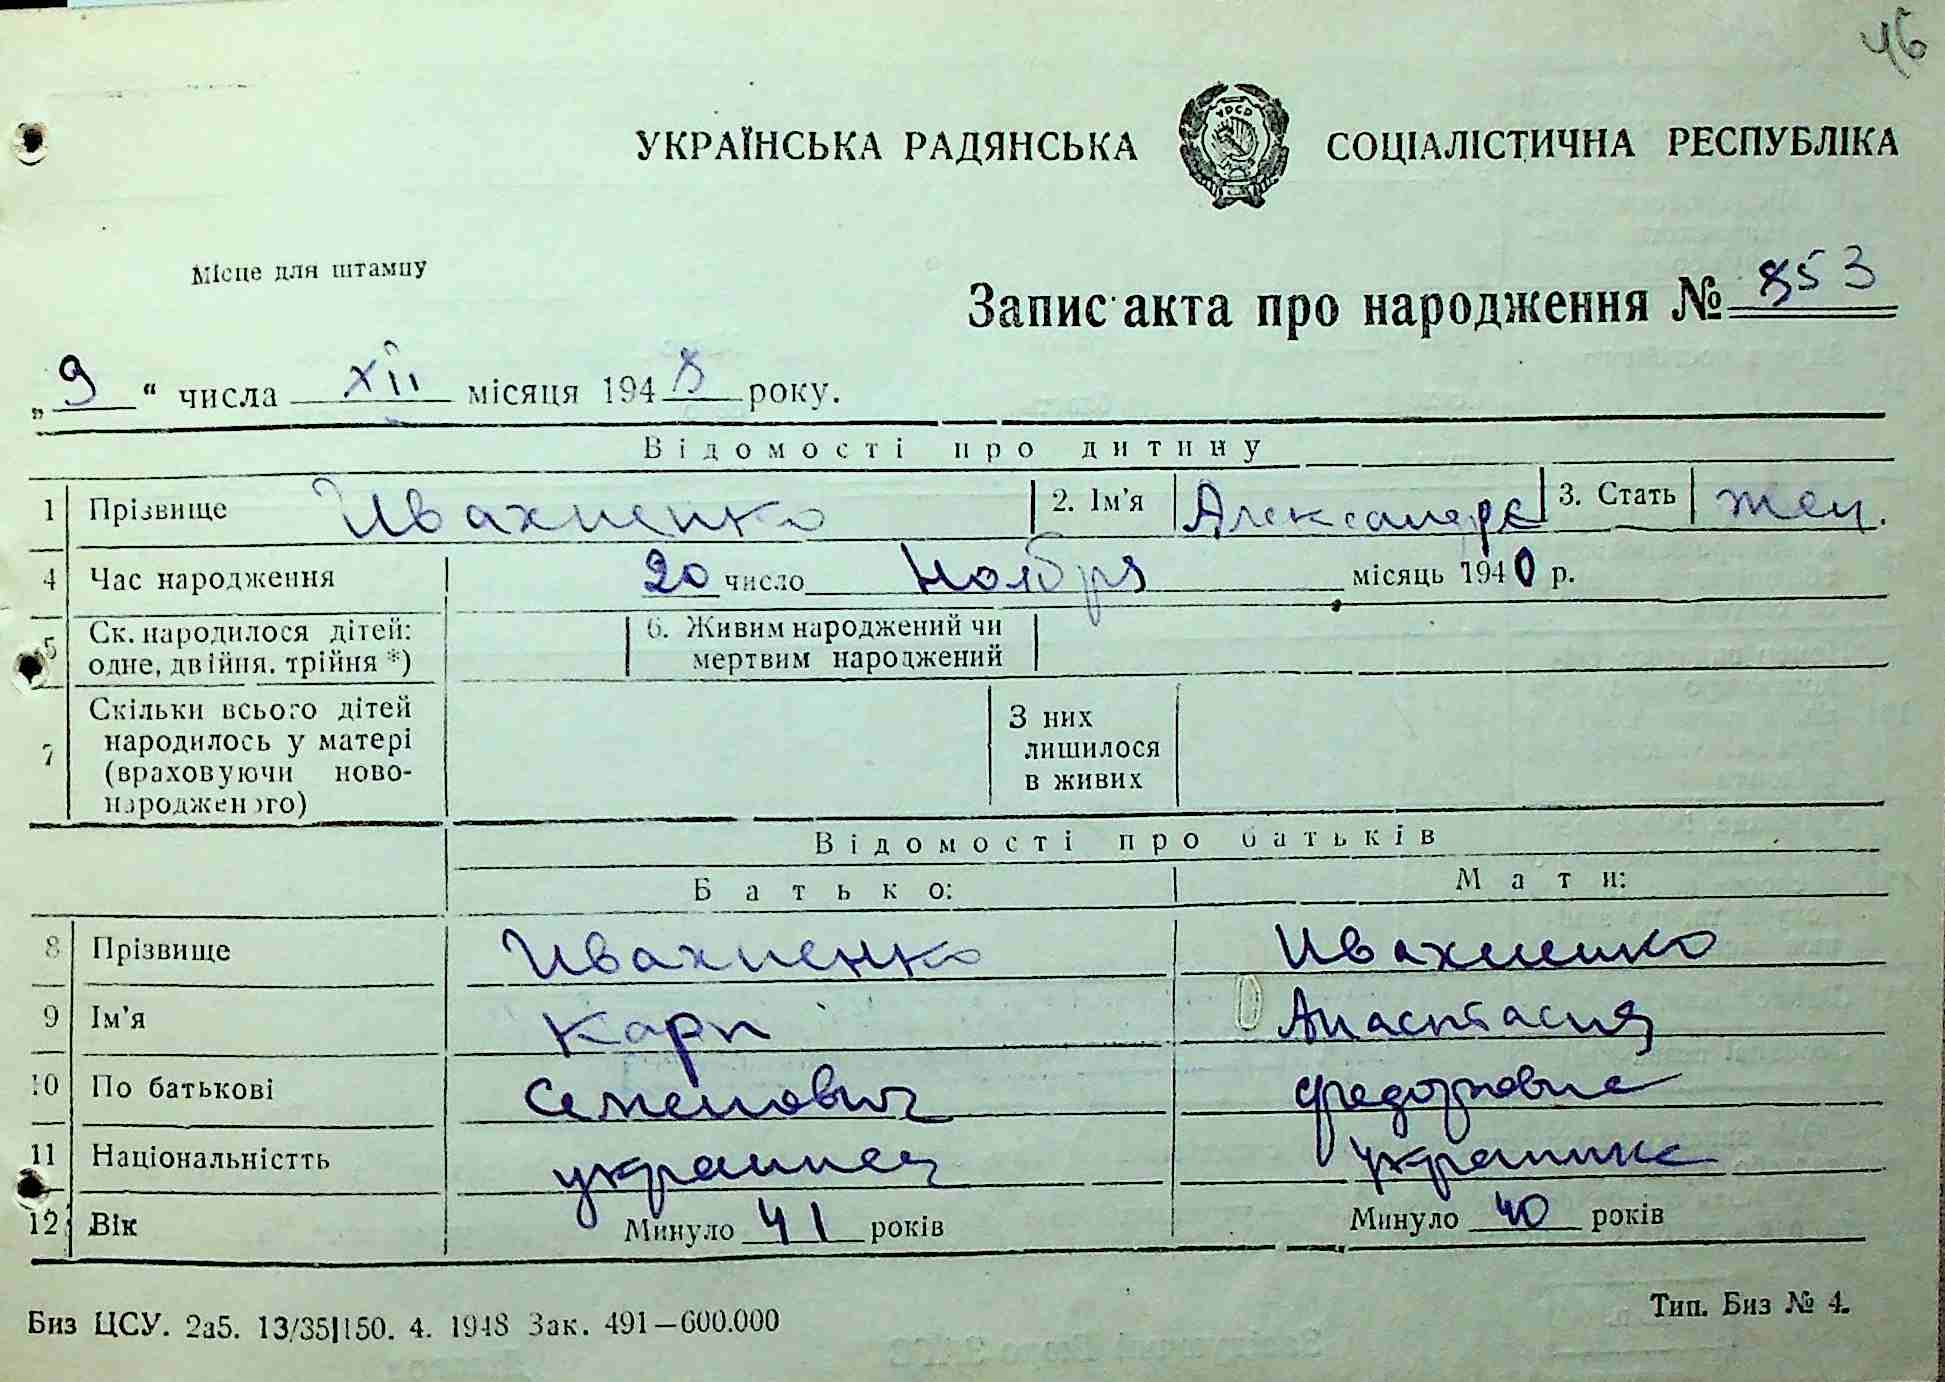 46
УКРАЇНСЬКА РАДЯНСЬКА СОЦІАЛІСТИЧНА РЕСПУБЛІКА
УРСР
Місце для штампу
Запис акта про народження № 853
„9“ числа XII місяця 1948 року.
Відомості про дитину
1 Прізвище Ивахненко 2. Ім’я Александра 3. Стать жен.
4 Час народження 20 число Ноября місяць 1940 р.
5 Ск. народилося дітей: одне, двійня, трійня *) 6. Живим народжений чи мертвим народжений
7 Скільки всього дітей народилось у матері (враховуючи новонародженого) З них лишилося в живих
Відомості про батьків
Батько: Мати:
8 Прізвище Ивахненко Ивахненко
9 Ім’я Карп Анастасия
10 По батькові Семенович Федоровна
11 Національністть украинец украинка
12 Вік Минуло 41 років Минуло 40 років
Биз ЦСУ. 2а5. 13/35|150. 4. 1948 Зак. 491—600.000 Тип. Биз № 4.